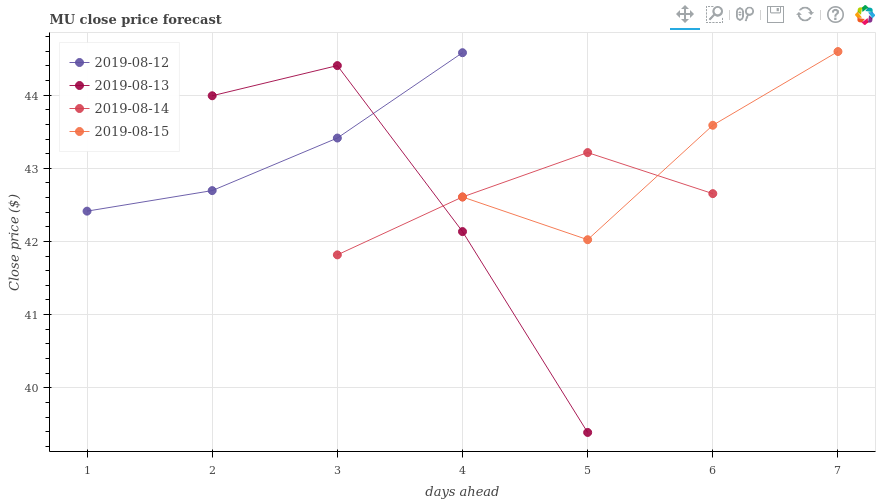 MU close price forecast
2019-08-12
2019-08-13
2019-08-14
2019-08-15
44
43
42
41
40
Close price ($)
1 2 3 4 5 6 7
days ahead